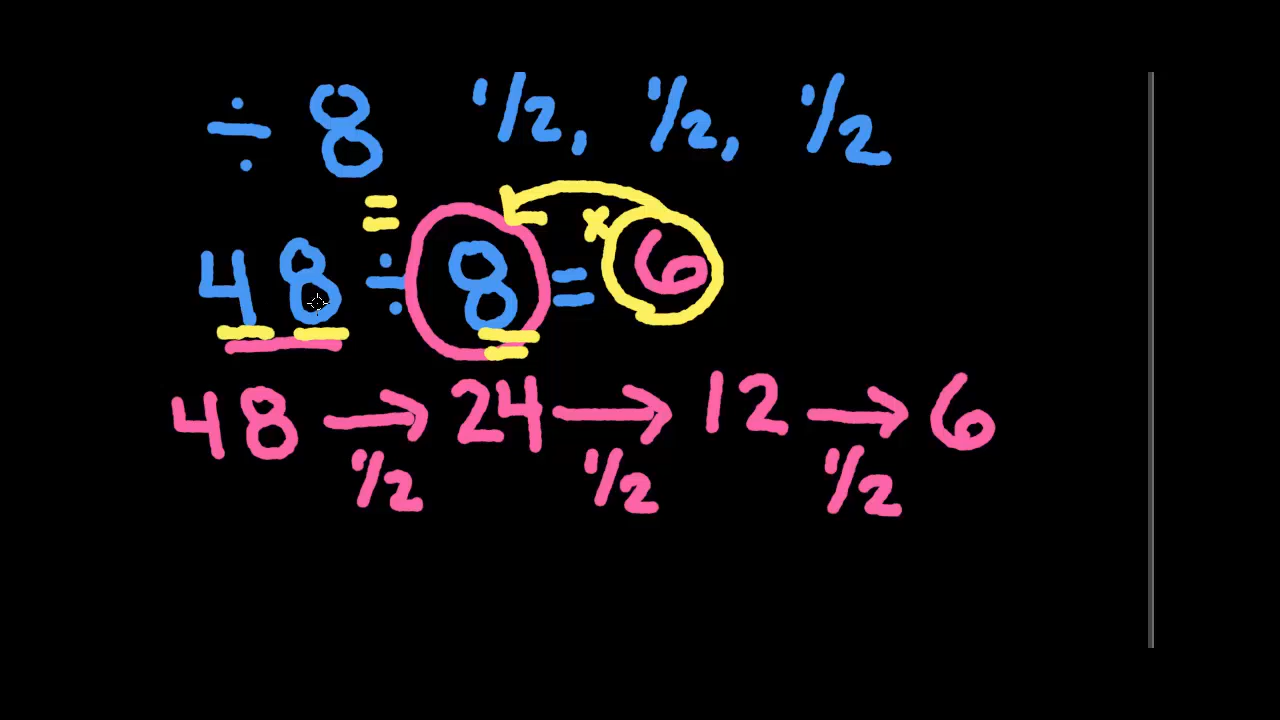 ÷ 8 1/2, 1/2, 1/2
=
48 ÷ 8 = x 6
48 → 24 → 12 → 6
1/2 1/2 1/2